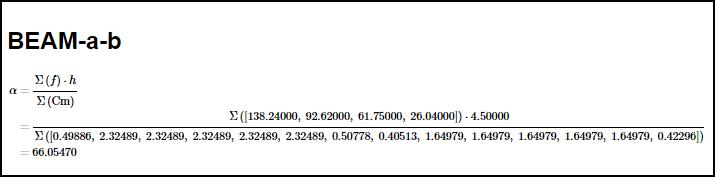 BEAM-a-b
α = Σ(f) · h / Σ(Cm)
= Σ([138.24000, 92.62000, 61.75000, 26.04000]) · 4.50000 / Σ([0.49886, 2.32489, 2.32489, 2.32489, 2.32489, 2.32489, 0.50778, 0.40513, 1.64979, 1.64979, 1.64979, 1.64979, 1.64979, 0.42296])
= 66.05470